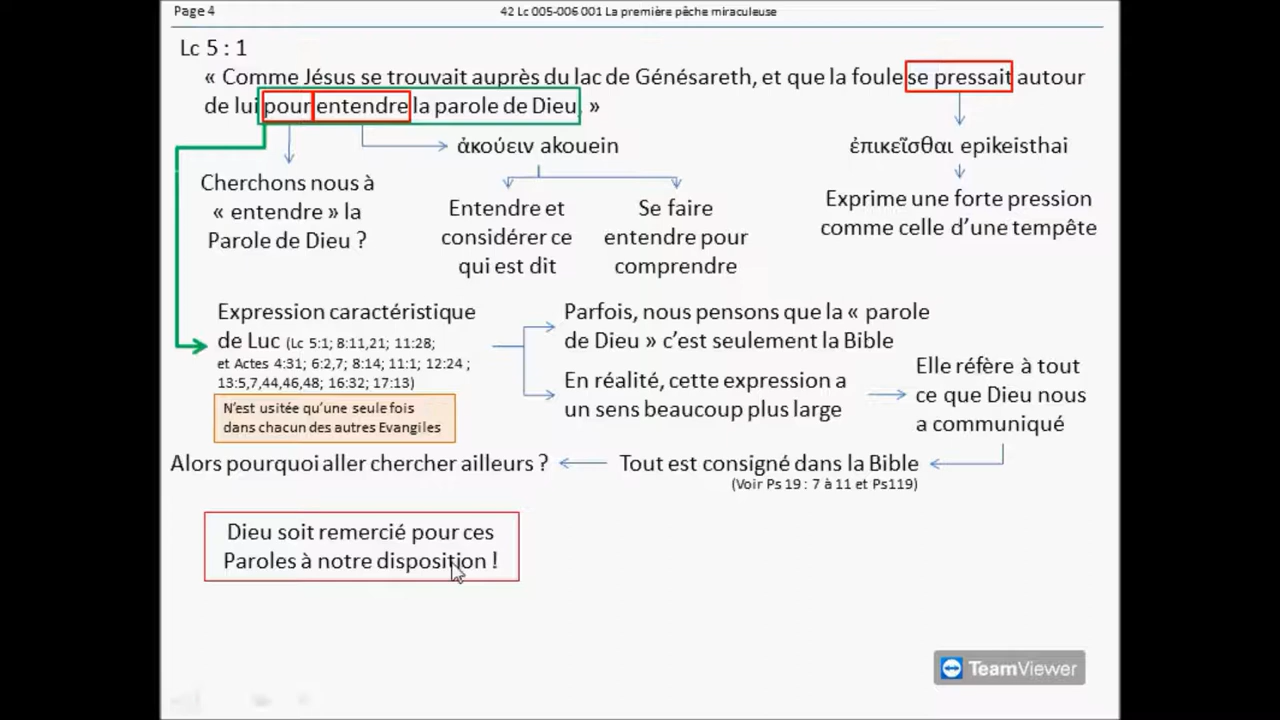 Page 4
42 Lc 005-006 001 La première pêche miraculeuse
Lc 5 : 1
« Comme Jésus se trouvait auprès du lac de Génésareth, et que la foule se pressait autour
de lui pour entendre la parole de Dieu, »
ἀκούειν akouein
ἐπικεῖσθαι epikeisthai
Cherchons nous à
« entendre » la
Parole de Dieu ?
Entendre et
considérer ce
qui est dit
Se faire
entendre pour
comprendre
Exprime une forte pression
comme celle d’une tempête
Expression caractéristique
de Luc (Lc 5:1; 8:11,21; 11:28;
et Actes 4:31; 6:2,7; 8:14; 11:1; 12:24 ;
13:5,7,44,46,48; 16:32; 17:13)
N’est usitée qu’une seule fois
dans chacun des autres Evangiles
Parfois, nous pensons que la « parole
de Dieu » c’est seulement la Bible
En réalité, cette expression a
un sens beaucoup plus large
Elle réfère à tout
ce que Dieu nous
a communiqué
Tout est consigné dans la Bible
(Voir Ps 19 : 7 à 11 et Ps119)
Alors pourquoi aller chercher ailleurs ?
Dieu soit remercié pour ces
Paroles à notre disposition !
TeamViewer